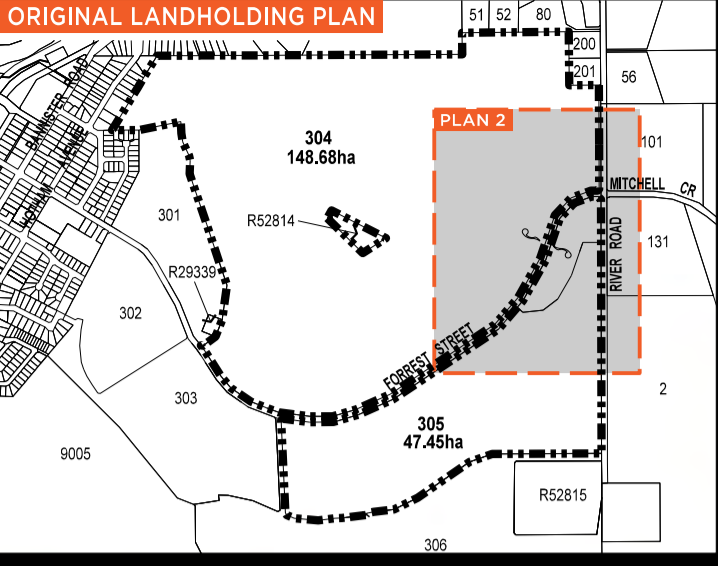 ORIGINAL LANDHOLDING PLAN
51
52
80
200
201
56
BANNISTER ROAD
HOTHAM AVENUE
304
148.68ha
PLAN 2
101
MITCHELL CR
301
R52814
RIVER ROAD
131
R29339
302
FORREST STREET
303
2
305
47.45ha
9005
R52815
306